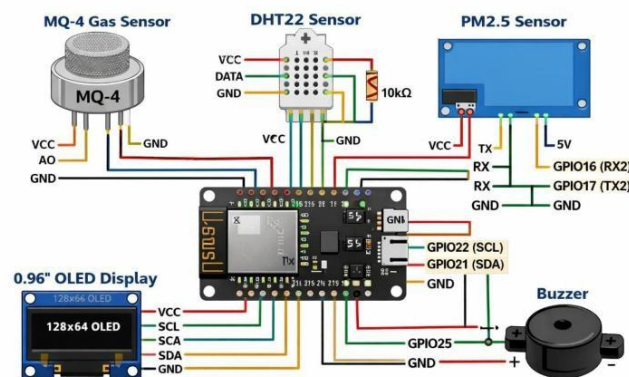 MQ-4 Gas Sensor
DHT22 Sensor
PM2.5 Sensor
MQ-4
VCC
AO
GND
GND
VCC
DATA
GND
10kΩ
VCC
GND
VCC
TX
RX
RX
GND
GND
5V
GPIO16 (RX2)
GPIO17 (TX2)
GPIO22 (SCL)
GPIO21 (SDA)
GND
0.96" OLED Display
128x64 OLED
128x64 OLED
VCC
SCL
SCA
SDA
GND
GPIO25
GND
Buzzer
+
-